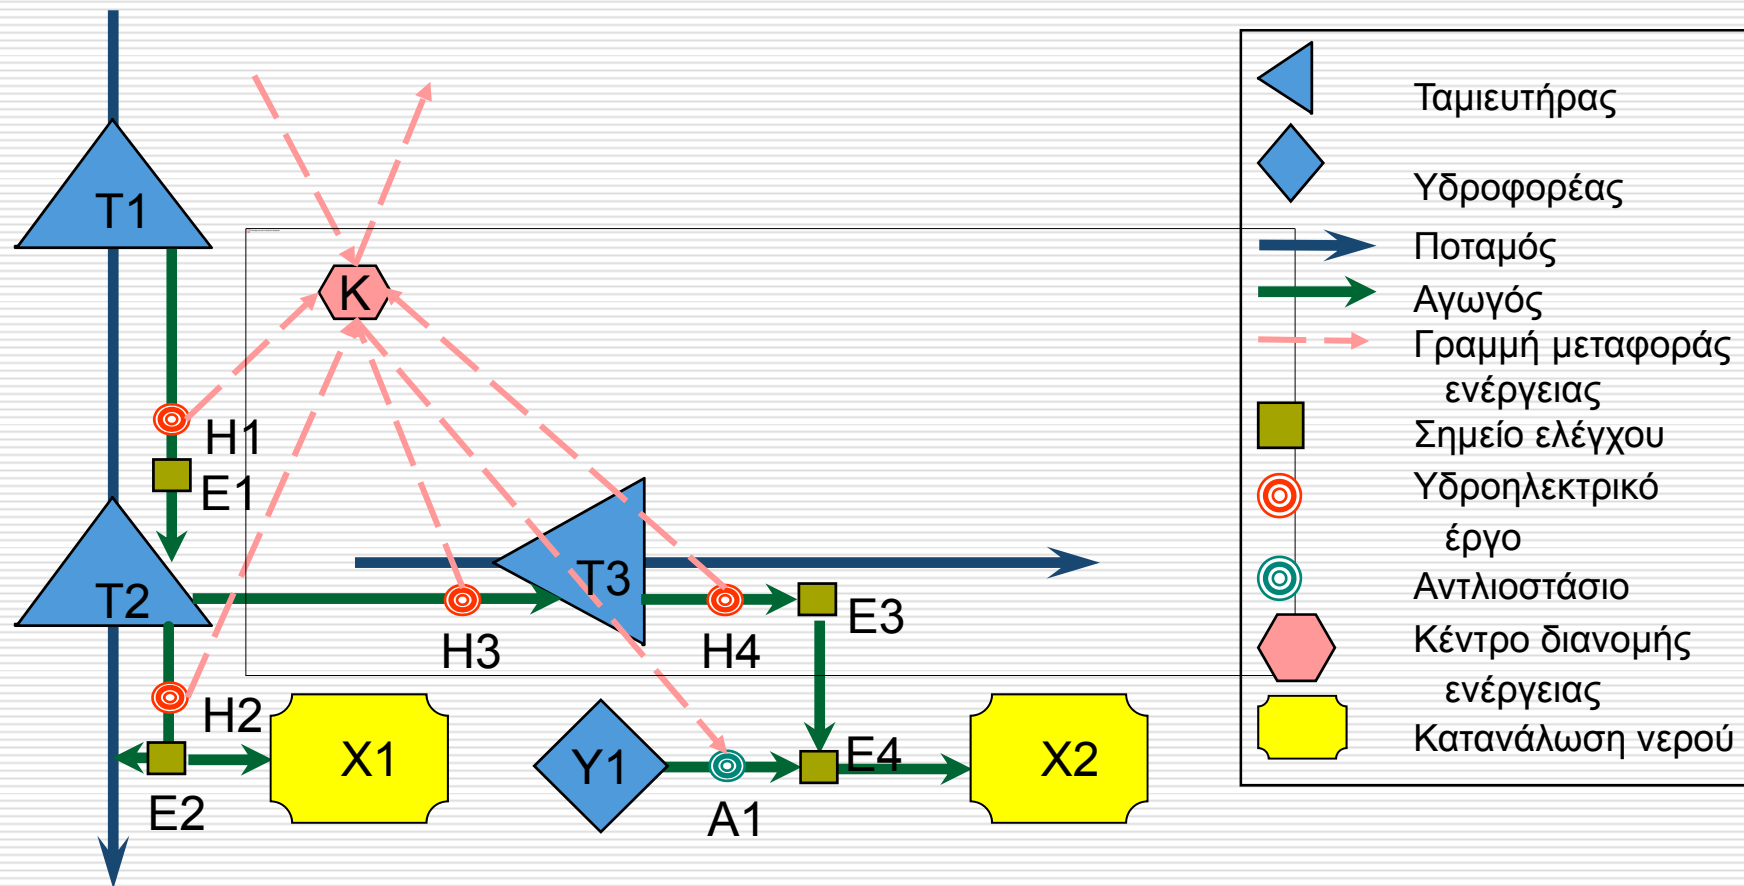 T1
K
H1
E1
T2
T3
H3
H4
E3
H2
X1
Y1
E4
X2
E2
A1
Ταμιευτήρας
Υδροφορέας
Ποταμός
Αγωγός
Γραμμή μεταφοράς
ενέργειας
Σημείο ελέγχου
Υδροηλεκτρικό
έργο
Αντλιοστάσιο
Κέντρο διανομής
ενέργειας
Κατανάλωση νερού